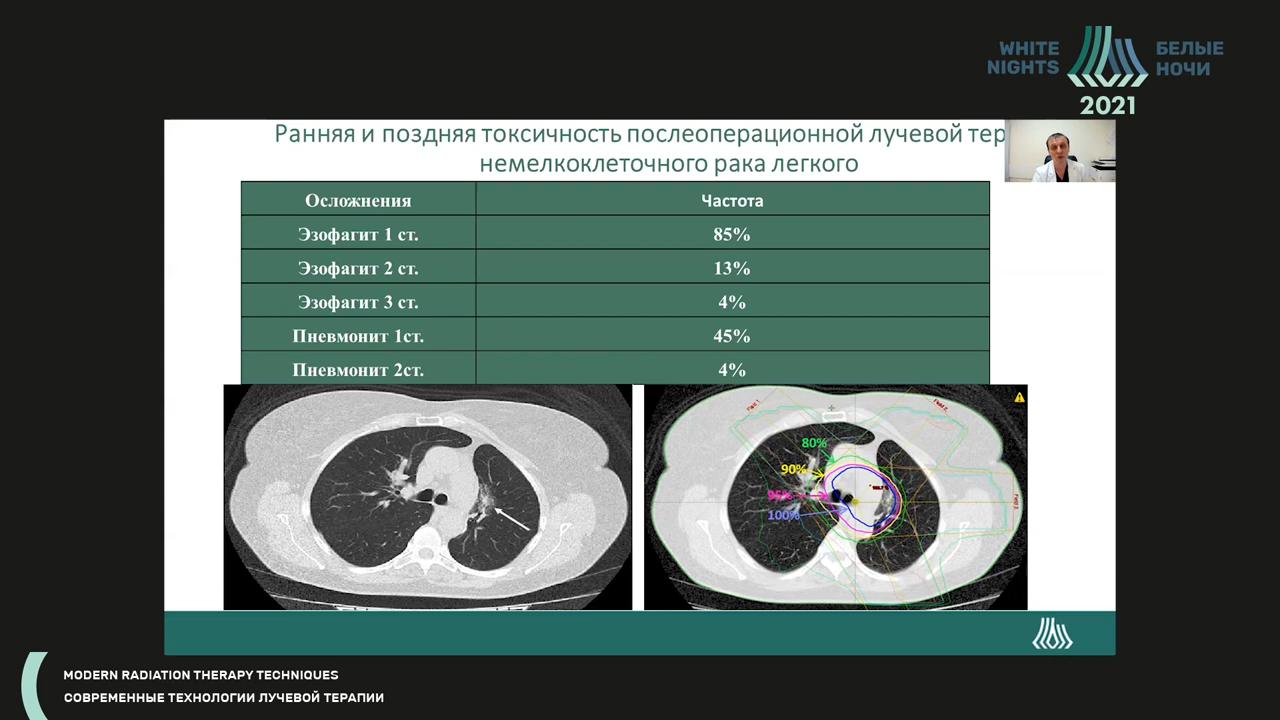 WHITE NIGHTS
БЕЛЫЕ НОЧИ
2021
Ранняя и поздняя токсичность послеоперационной лучевой тер
немелкоклеточного рака легкого
Осложнения Частота
Эзофагит 1 ст. 85%
Эзофагит 2 ст. 13%
Эзофагит 3 ст. 4%
Пневмонит 1ст. 45%
Пневмонит 2ст. 4%
80%
90%
95%
100%
MODERN RADIATION THERAPY TECHNIQUES
СОВРЕМЕННЫЕ ТЕХНОЛОГИИ ЛУЧЕВОЙ ТЕРАПИИ